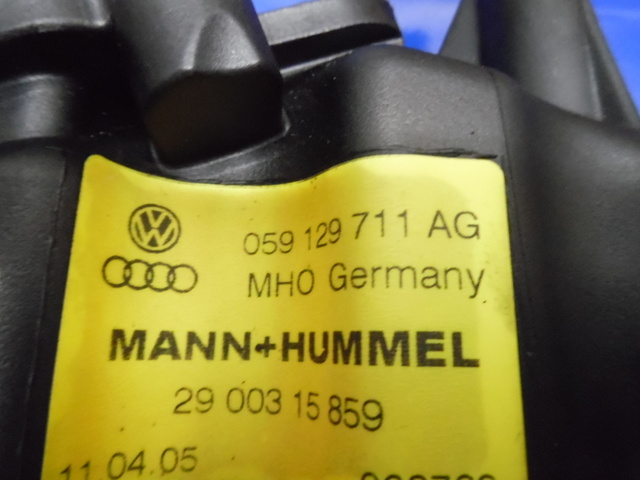 059 129 711 AG
MHO Germany
MANN+HUMMEL
29 003 15 859
11.04.05